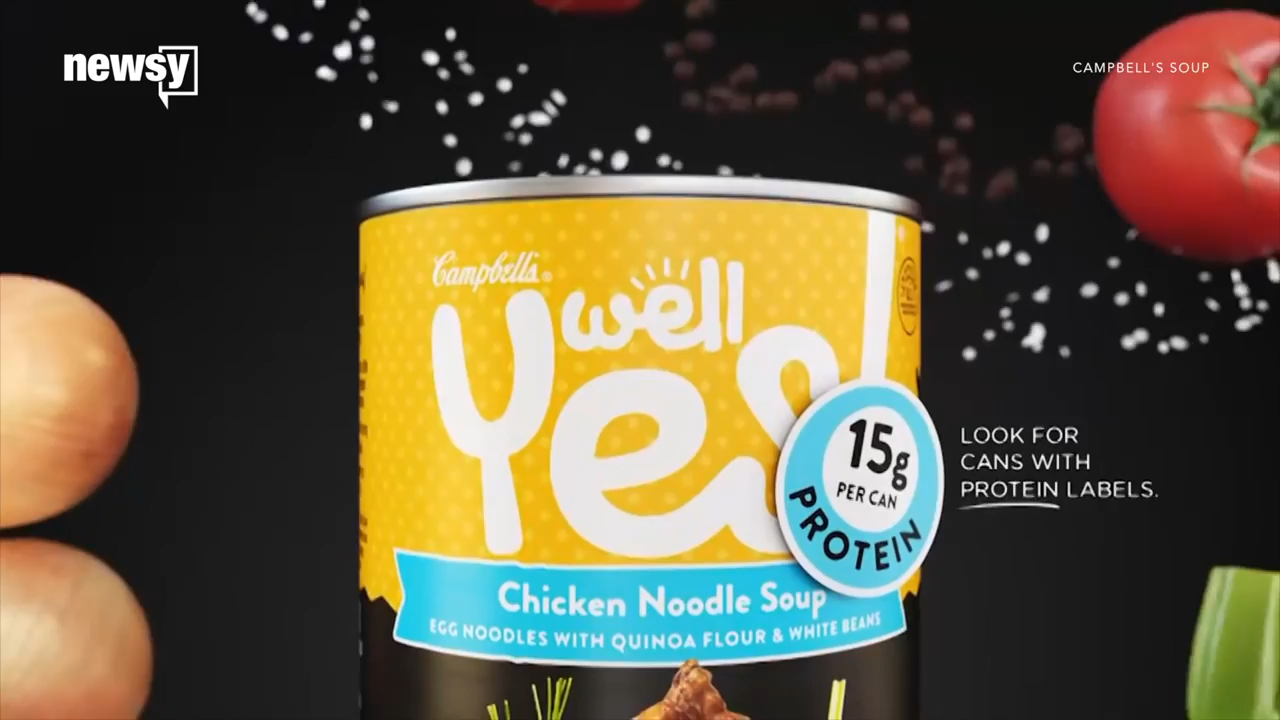 newsy
CAMPBELL'S SOUP
Campbell's®
well
Yes!
15g
PER CAN
PROTEIN
LOOK FOR
CANS WITH
PROTEIN LABELS.
Chicken Noodle Soup
EGG NOODLES WITH QUINOA FLOUR & WHITE BEANS